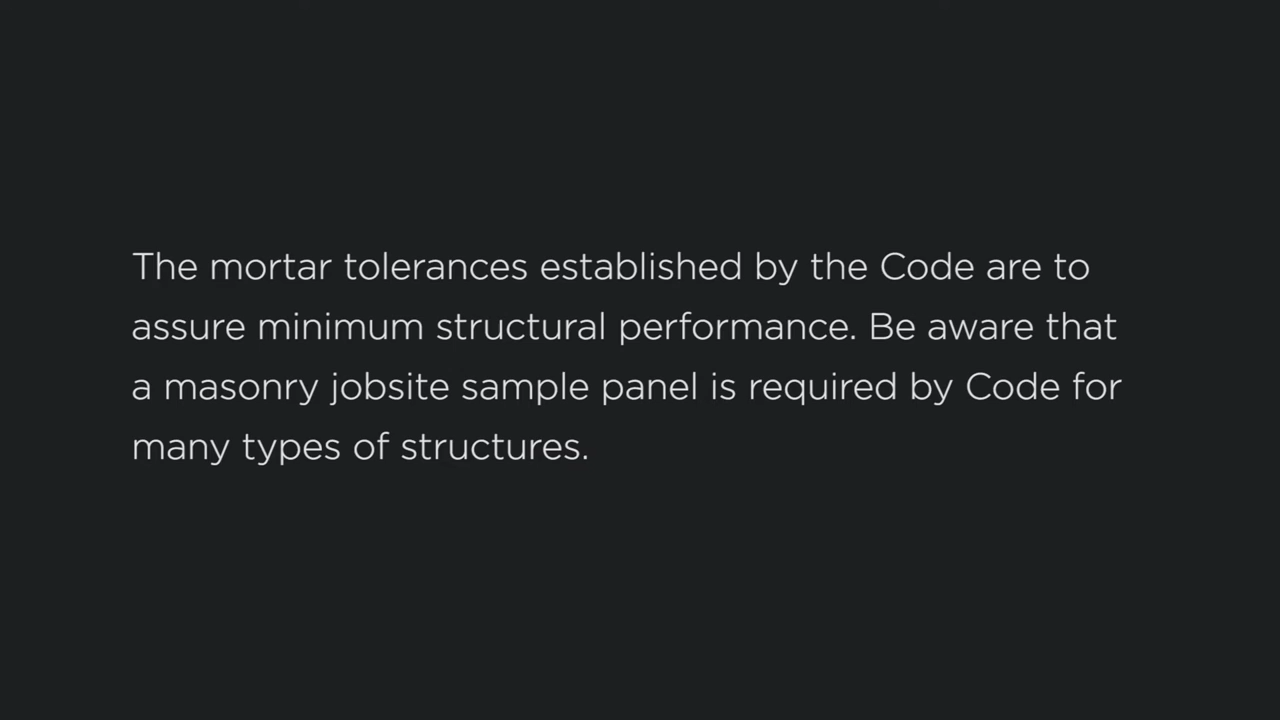 The mortar tolerances established by the Code are to
assure minimum structural performance. Be aware that
a masonry jobsite sample panel is required by Code for
many types of structures.